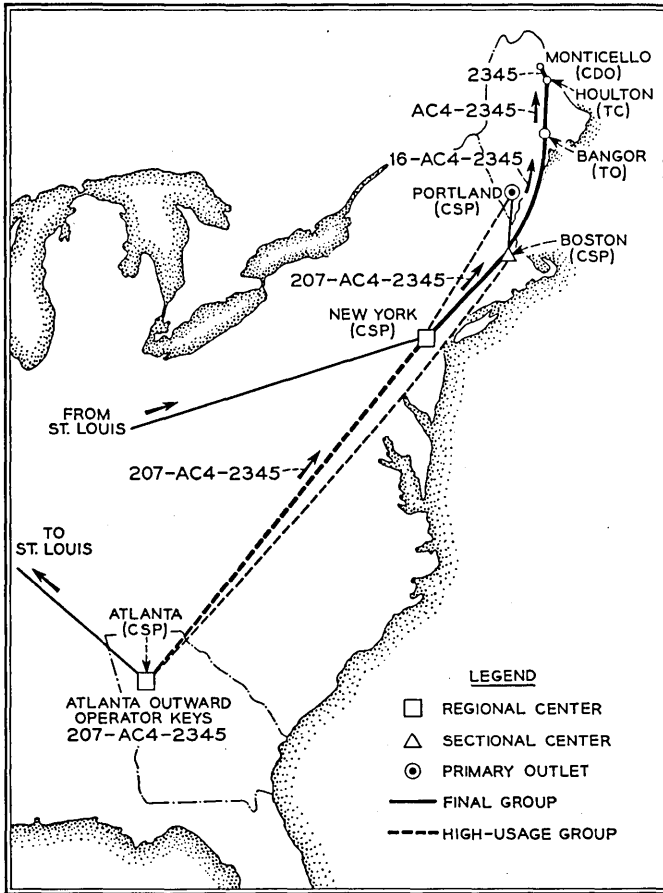 MONTICELLO
(CDO)
2345
HOULTON
(TC)
AC4-2345
BANGOR
(TO)
16-AC4-2345
PORTLAND
(CSP)
BOSTON
(CSP)
207-AC4-2345
NEW YORK
(CSP)
FROM
ST. LOUIS
207-AC4-2345
TO
ST. LOUIS
ATLANTA
(CSP)
ATLANTA OUTWARD
OPERATOR KEYS
207-AC4-2345
LEGEND
REGIONAL CENTER
SECTIONAL CENTER
PRIMARY OUTLET
FINAL GROUP
HIGH-USAGE GROUP